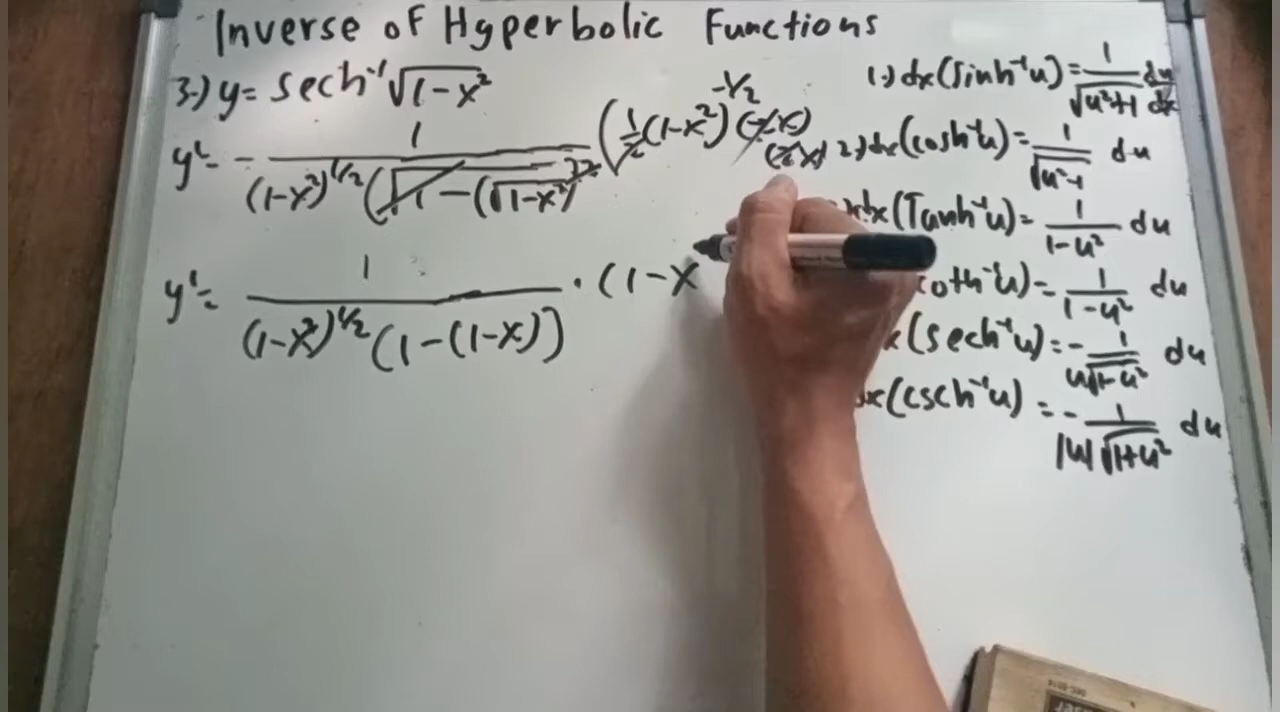 Inverse of Hyperbolic Functions
3.) y = sech⁻¹√(1-x²)
y' = - 1 / ((1-x²)^1/2 (√(1-(√(1-x²))²)²) (1/2 (1-x²)^-1/2 (-2x)
(2x)
y' = 1 / ((1-x²)^1/2 (1-(1-x))) · (1-x
1.) dx(sinh⁻¹u) = 1/√(u²+1) du/dx
2.) dx(cosh⁻¹u) = 1/√(u²-1) du
dx(Tanh⁻¹u) = 1/(1-u²) du
coth⁻¹u) = 1/(1-u²) du
(sech⁻¹u) = - 1/(u√(1-u²)) du
(csch⁻¹u) = - 1/(|u|√(1+u²)) du